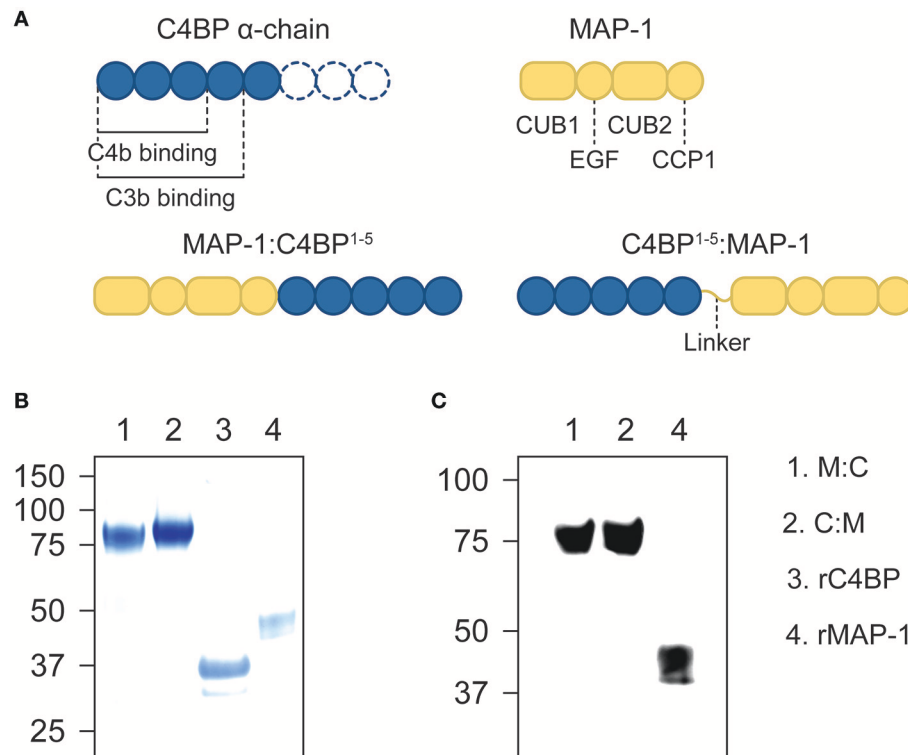 A
C4BP α-chain
MAP-1
C4b binding
C3b binding
CUB1
CUB2
EGF
CCP1
MAP-1:C4BP¹⁻⁵
C4BP¹⁻⁵:MAP-1
Linker
B
1 2 3 4
150
100
75
50
37
25
C
1 2 4
100
75
50
37
1. M:C
2. C:M
3. rC4BP
4. rMAP-1